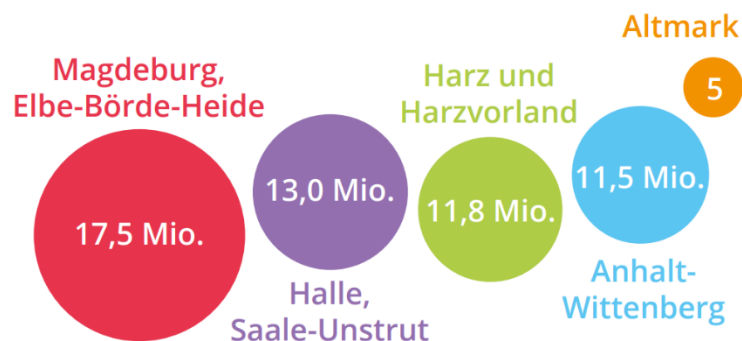 Magdeburg,
Elbe-Börde-Heide
17,5 Mio.
13,0 Mio.
Halle,
Saale-Unstrut
Harz und
Harzvorland
11,8 Mio.
11,5 Mio.
Anhalt-
Wittenberg
Altmark
5